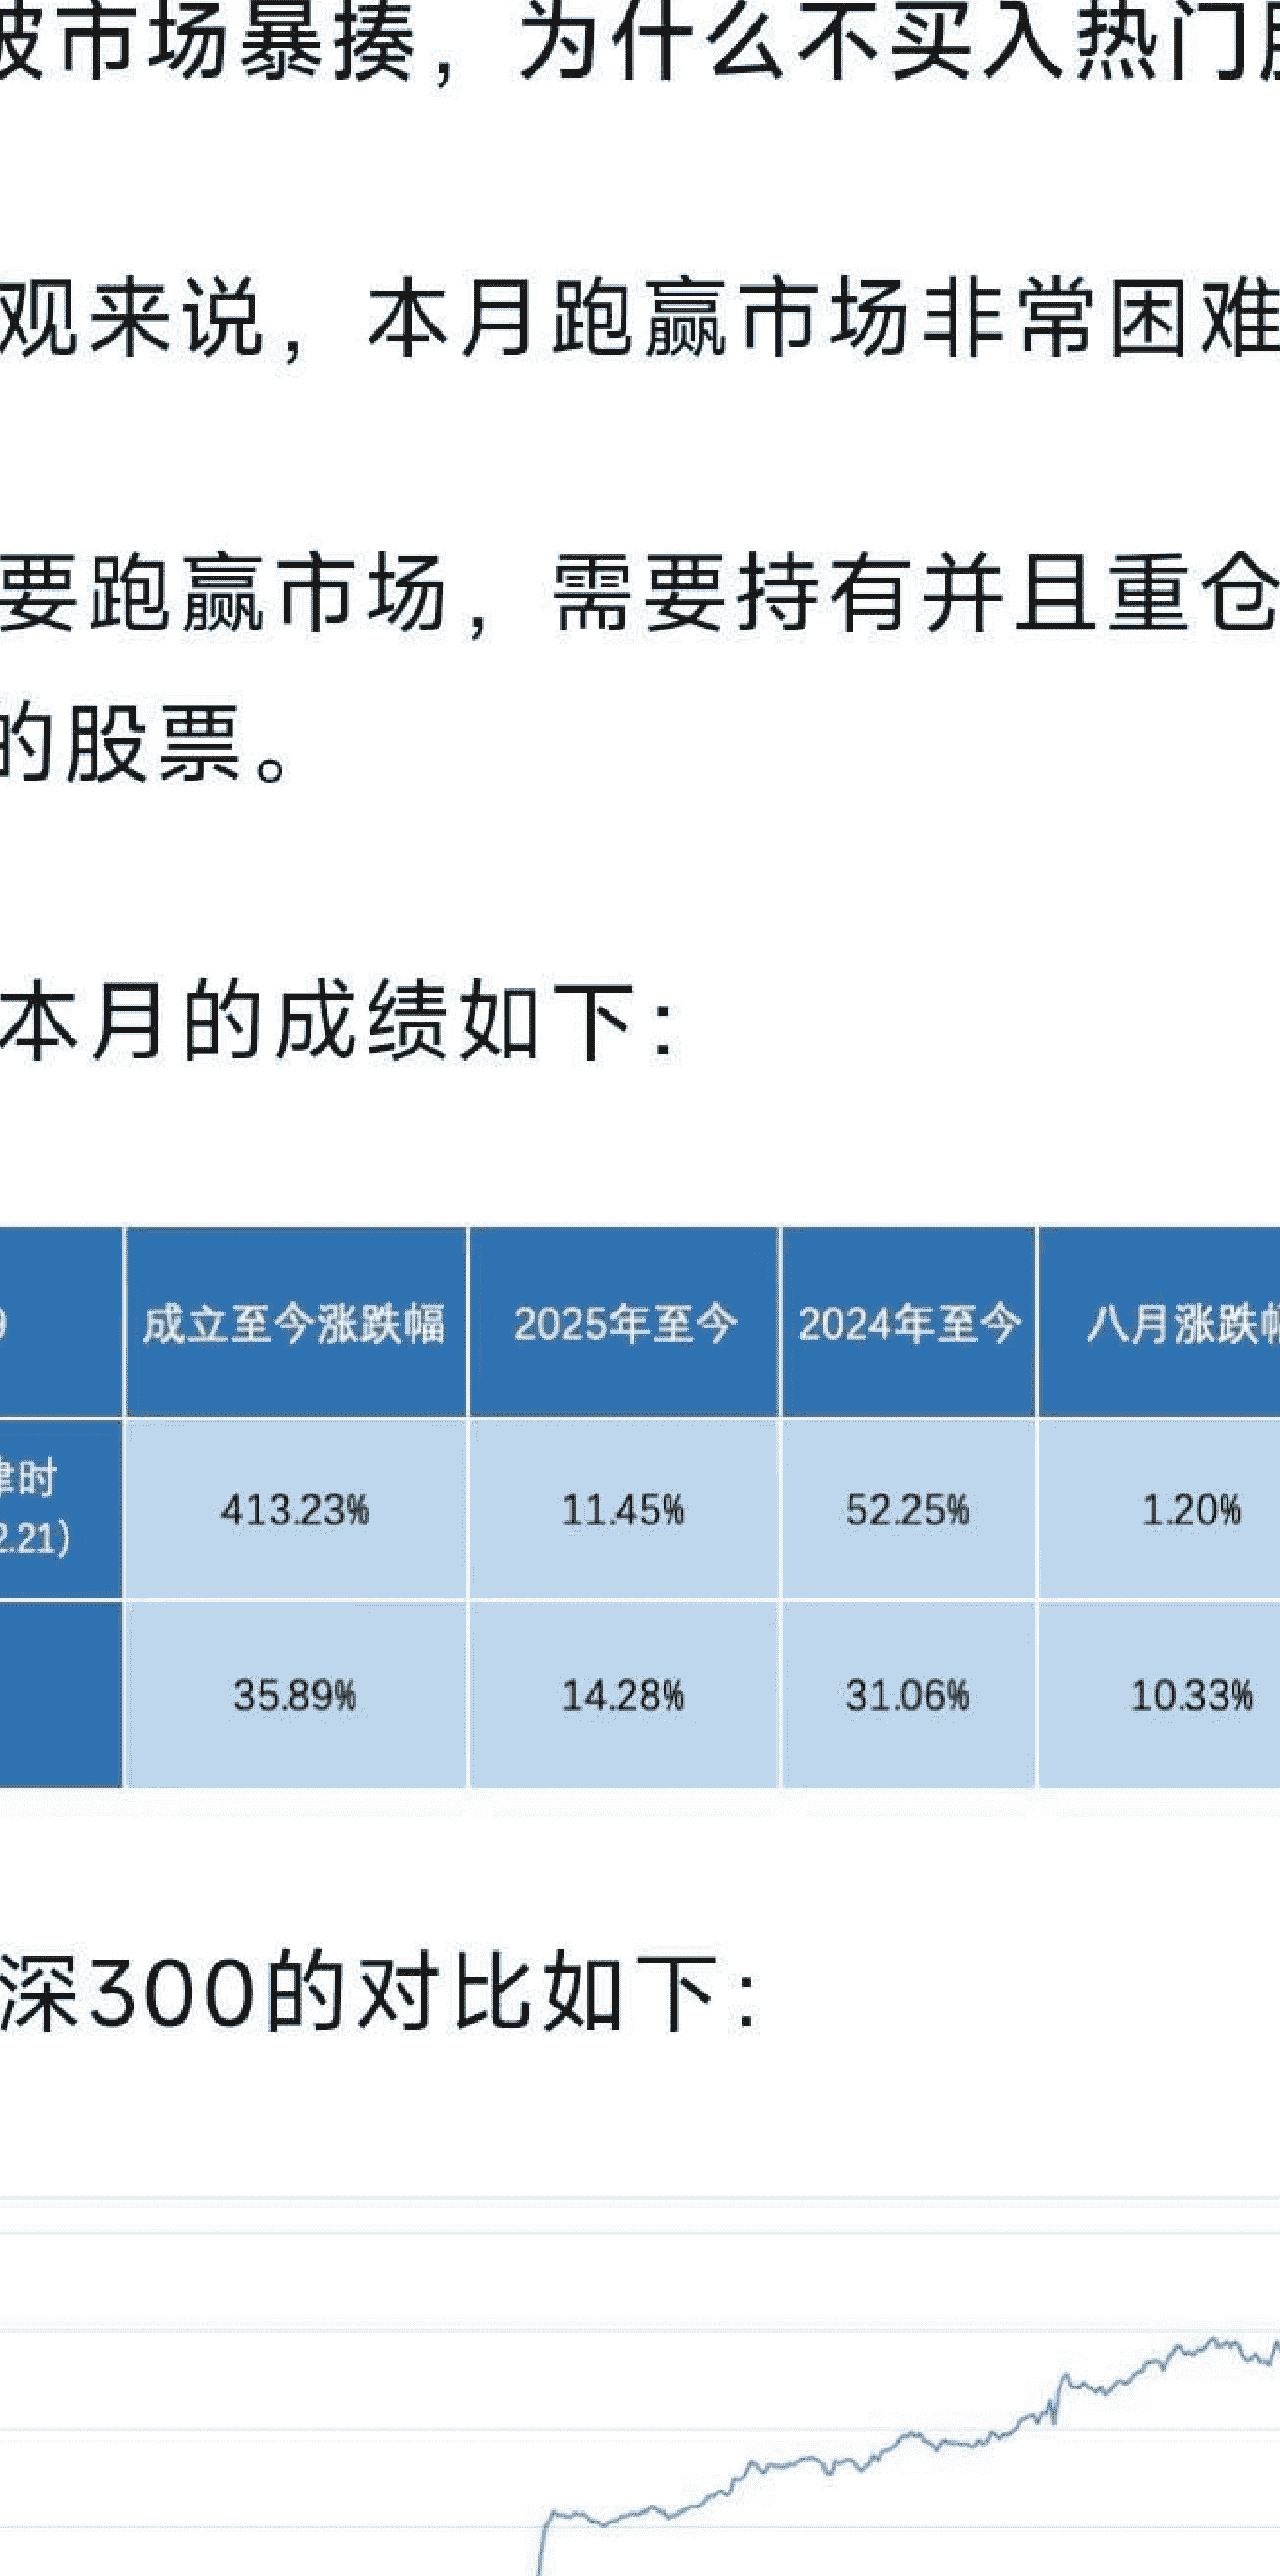 被市场暴揍，为什么不买入热门
观来说，本月跑赢市场非常困难
要跑赢市场，需要持有并且重仓
的股票。
本月的成绩如下：
成立至今涨跌幅 2025年至今 2024年至今 八月涨跌幅
时 413.23% 11.45% 52.25% 1.20%
2.21)
35.89% 14.28% 31.06% 10.33%
深300的对比如下：